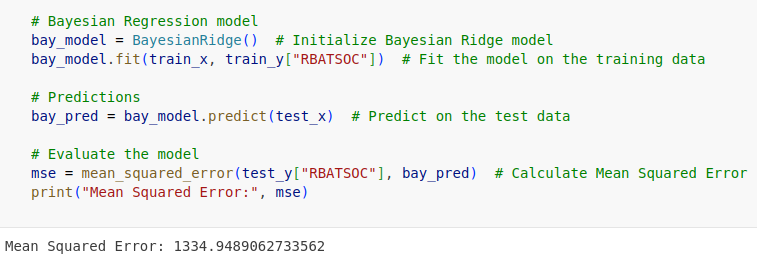 # Bayesian Regression model
bay_model = BayesianRidge()  # Initialize Bayesian Ridge model
bay_model.fit(train_x, train_y["RBATSOC"])  # Fit the model on the training data
# Predictions
bay_pred = bay_model.predict(test_x)  # Predict on the test data
# Evaluate the model
mse = mean_squared_error(test_y["RBATSOC"], bay_pred)  # Calculate Mean Squared Error
print("Mean Squared Error:", mse)
Mean Squared Error: 1334.9489062733562